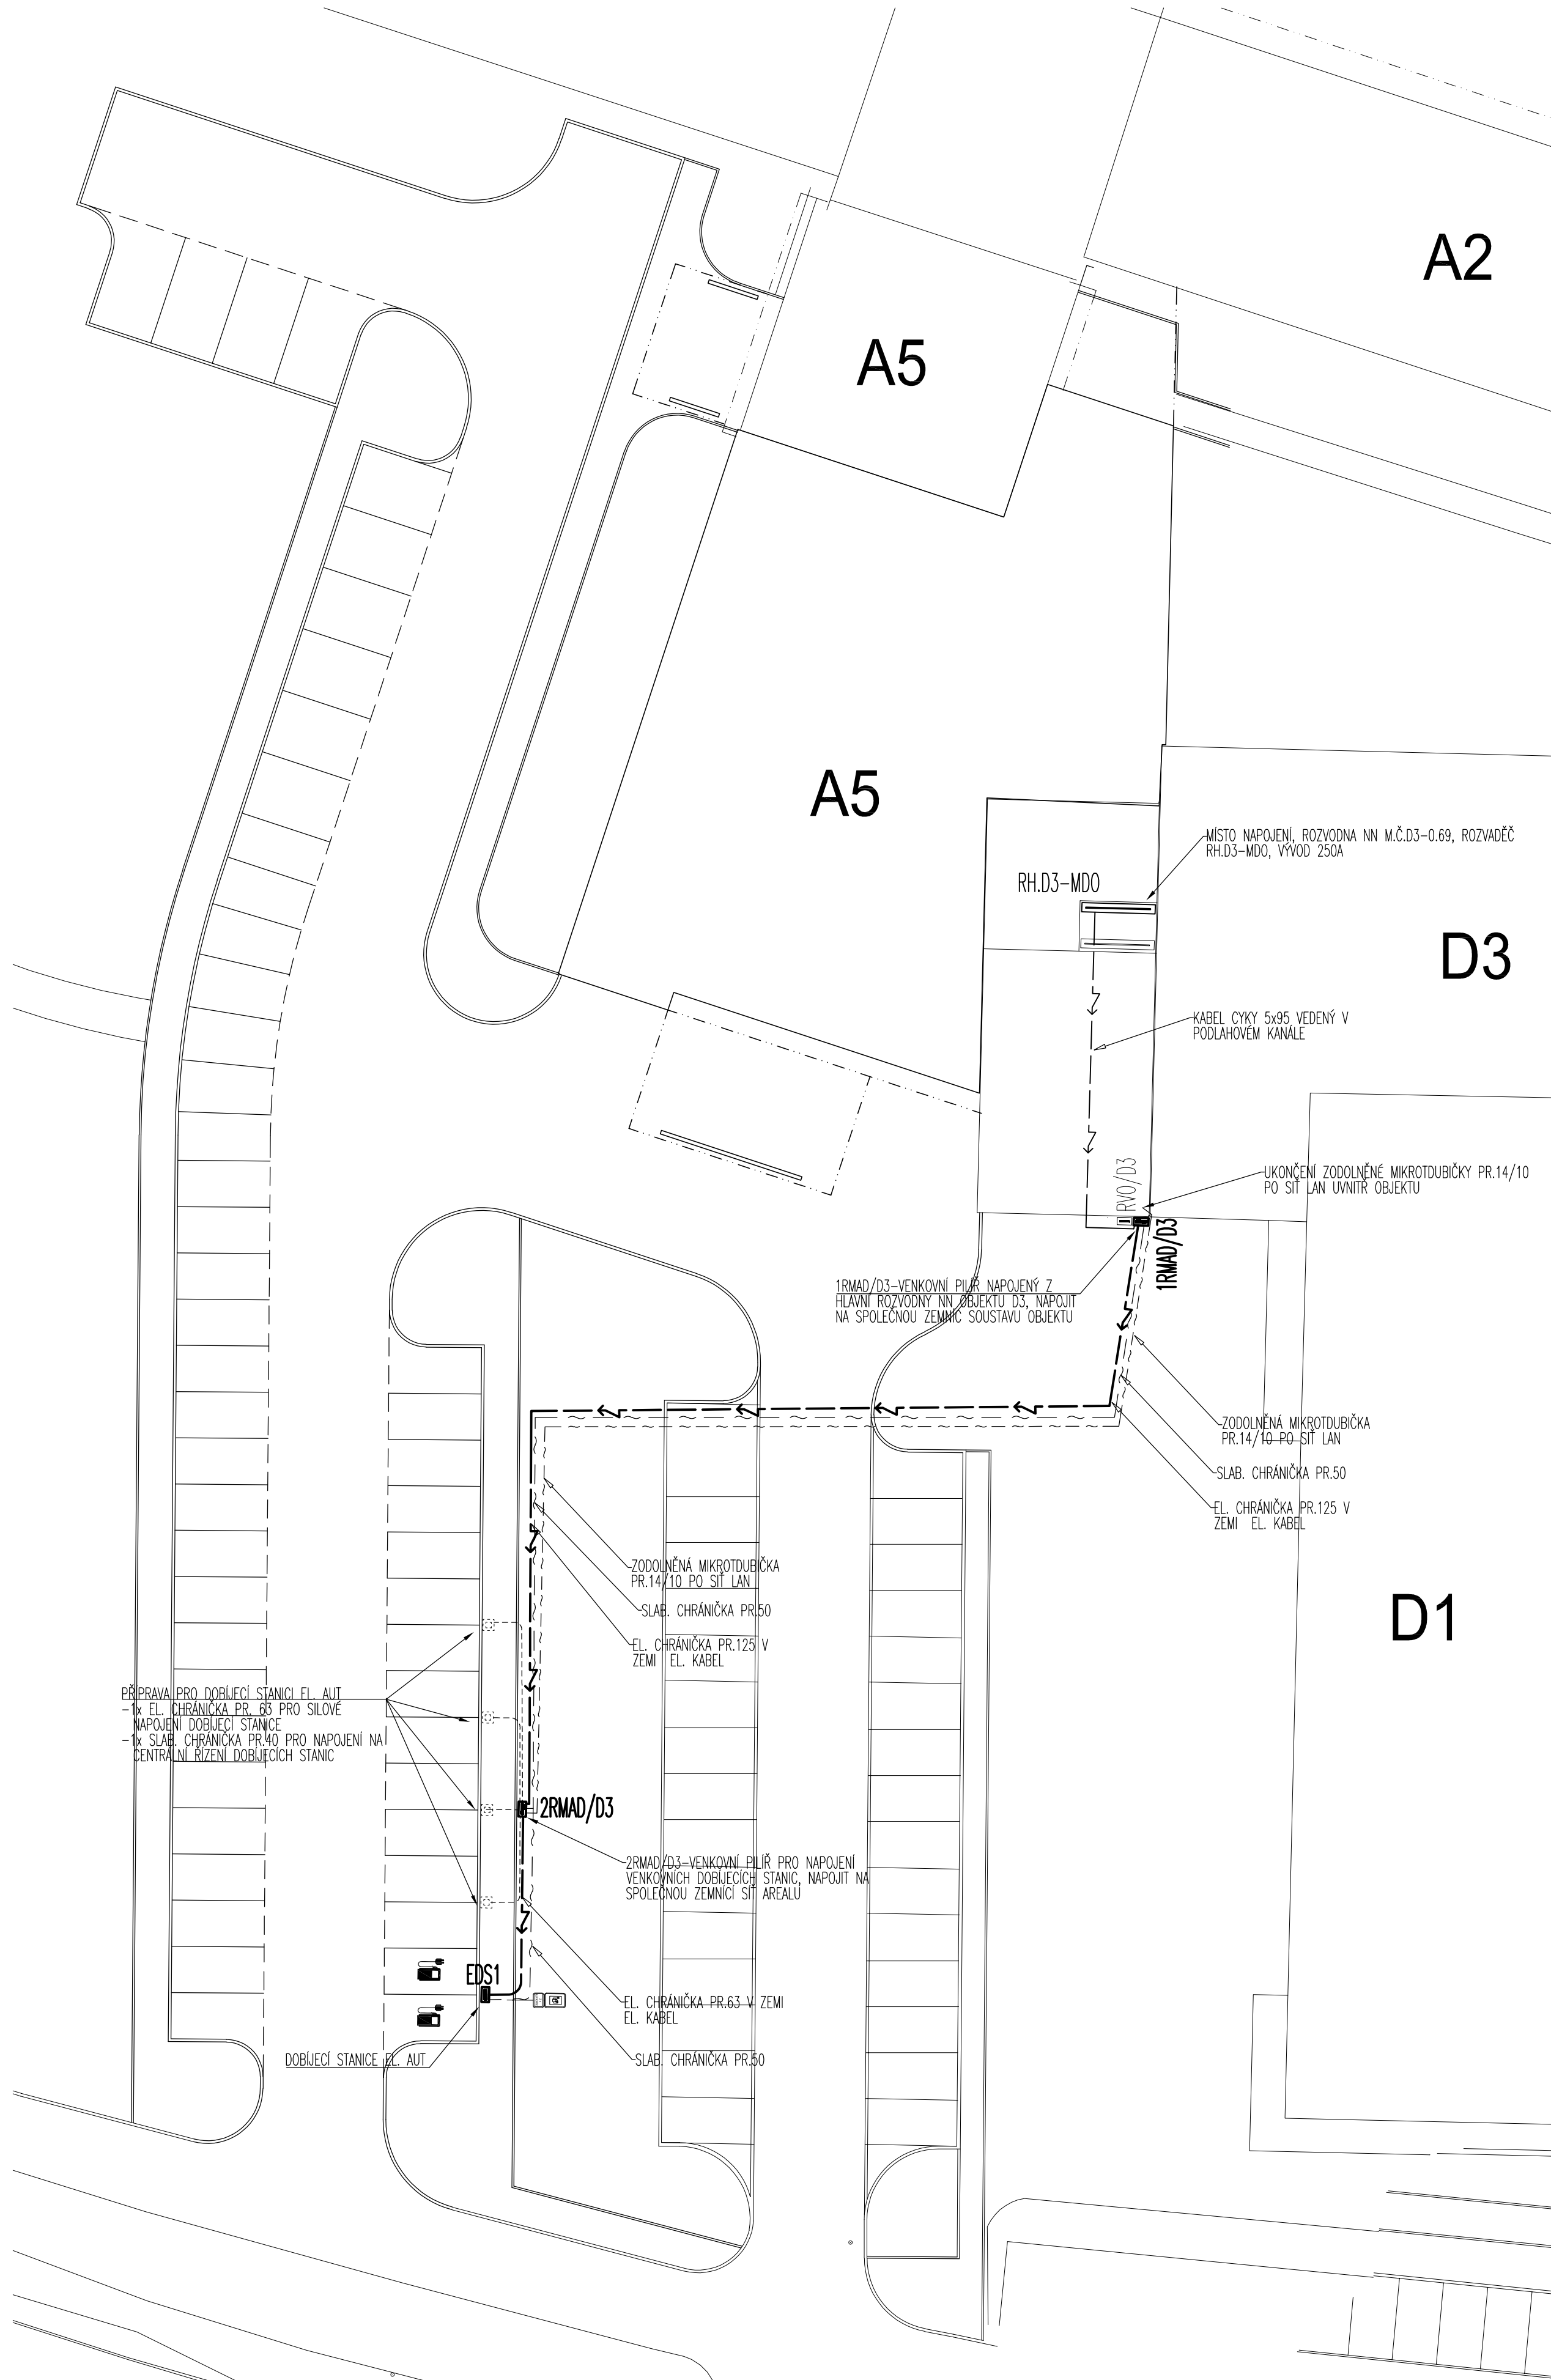 A2
A5
A5
MÍSTO NAPOJENÍ, ROZVODNA NN M.Č.D3-0.69, ROZVADĚČ
RH.D3-MDO, VÝVOD 250A
RH.D3-MDO
D3
KABEL CYKY 5x95 VEDENÝ V
PODLAHOVÉM KANÁLE
RVO/D3
UKONČENÍ ZODOLNĚNÉ MIKROTDUBIČKY PR.14/10
PO SÍŤ LAN UVNITŘ OBJEKTU
1RMAD/D3
1RMAD/D3-VENKOVNÍ PILÍŘ NAPOJENÝ Z
HLAVNÍ ROZVODNY NN OBJEKTU D3, NAPOJIT
NA SPOLEČNOU ZEMNIC SOUSTAVU OBJEKTU
ZODOLNĚNÁ MIKROTDUBIČKA
PR.14/10 PO SÍŤ LAN
SLAB. CHRÁNIČKA PR.50
EL. CHRÁNIČKA PR.125 V
ZEMI EL. KABEL
ZODOLNĚNÁ MIKROTDUBIČKA
PR.14/10 PO SÍŤ LAN
SLAB. CHRÁNIČKA PR.50
EL. CHRÁNIČKA PR.125 V
ZEMI EL. KABEL
D1
PŘIPRAVA PRO DOBÍJECÍ STANICI EL. AUT
-1x EL. CHRÁNIČKA PR. 63 PRO SILOVÉ
NAPOJENÍ DOBÍJECÍ STANICE
-1x SLAB. CHRÁNIČKA PR.40 PRO NAPOJENÍ NA
CENTRÁLNÍ ŘÍZENÍ DOBÍJECÍCH STANIC
2RMAD/D3
2RMAD/D3-VENKOVNÍ PILÍŘ PRO NAPOJENÍ
VENKOVNÍCH DOBÍJECÍCH STANIC, NAPOJIT NA
SPOLEČNOU ZEMNÍCÍ SÍŤ AREALU
EDS1
EL. CHRÁNIČKA PR.63 V ZEMI
EL. KABEL
SLAB. CHRÁNIČKA PR.50
DOBÍJECÍ STANICE EL. AUT